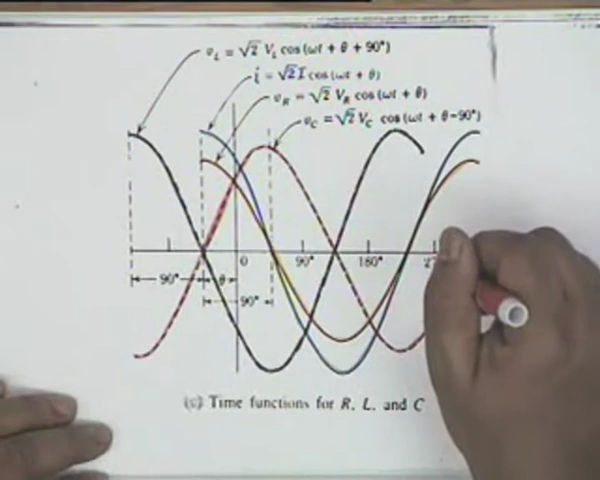 v_L = √2 V_L cos (ωt + θ + 90°)
i = √2 I cos (ωt + θ)
v_R = √2 V_R cos (ωt + θ)
v_C = √2 V_C cos (ωt + θ - 90°)
0 90° 180° 2
90° θ
90°
(c) Time functions for R, L, and C